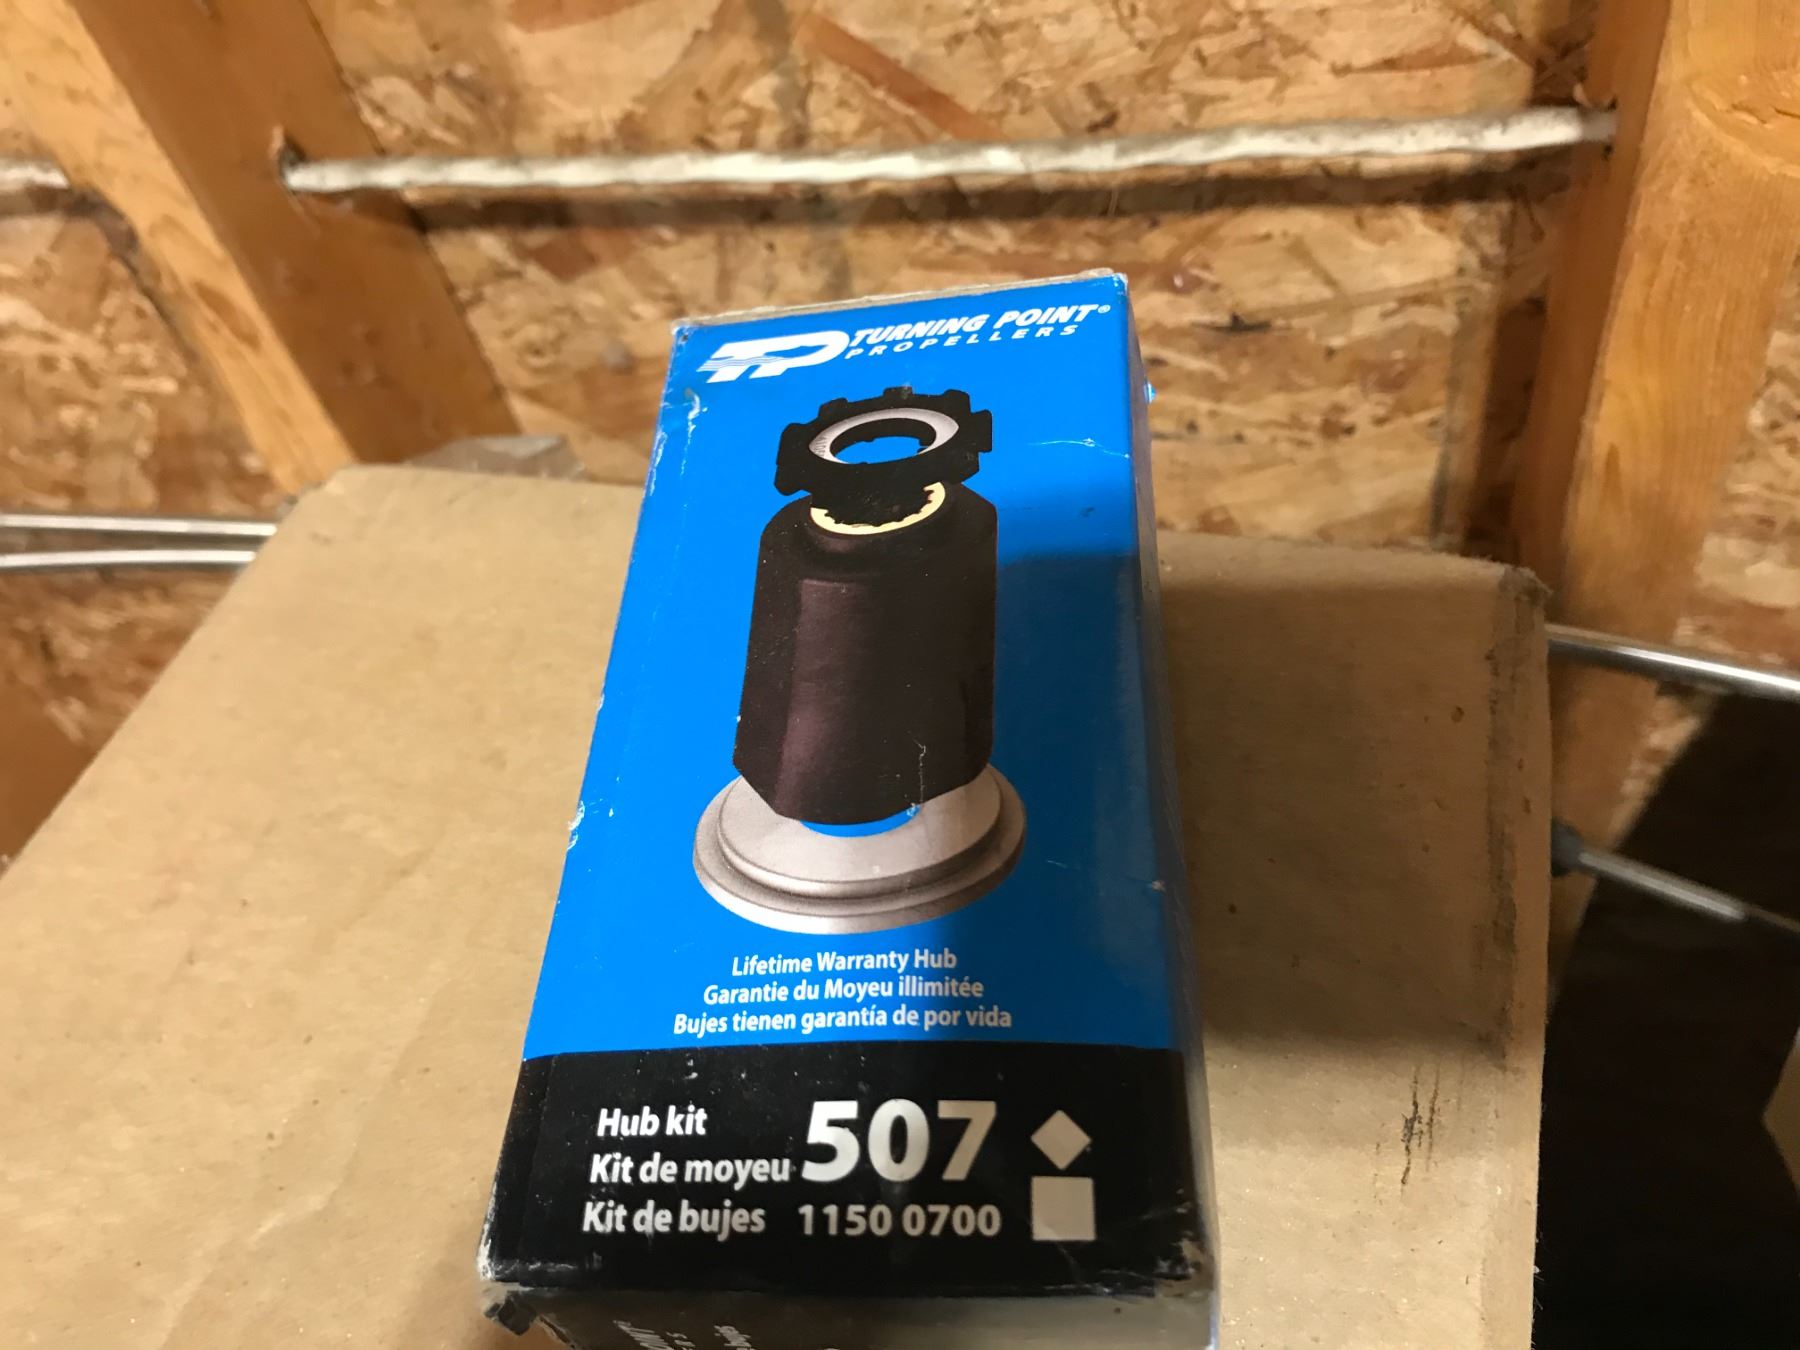 TP TURNING POINT®
PROPELLERS
Lifetime Warranty Hub
Garantie du Moyeu illimitée
Bujes tienen garantía de por vida
Hub kit
Kit de moyeu 507
Kit de bujes 1150 0700